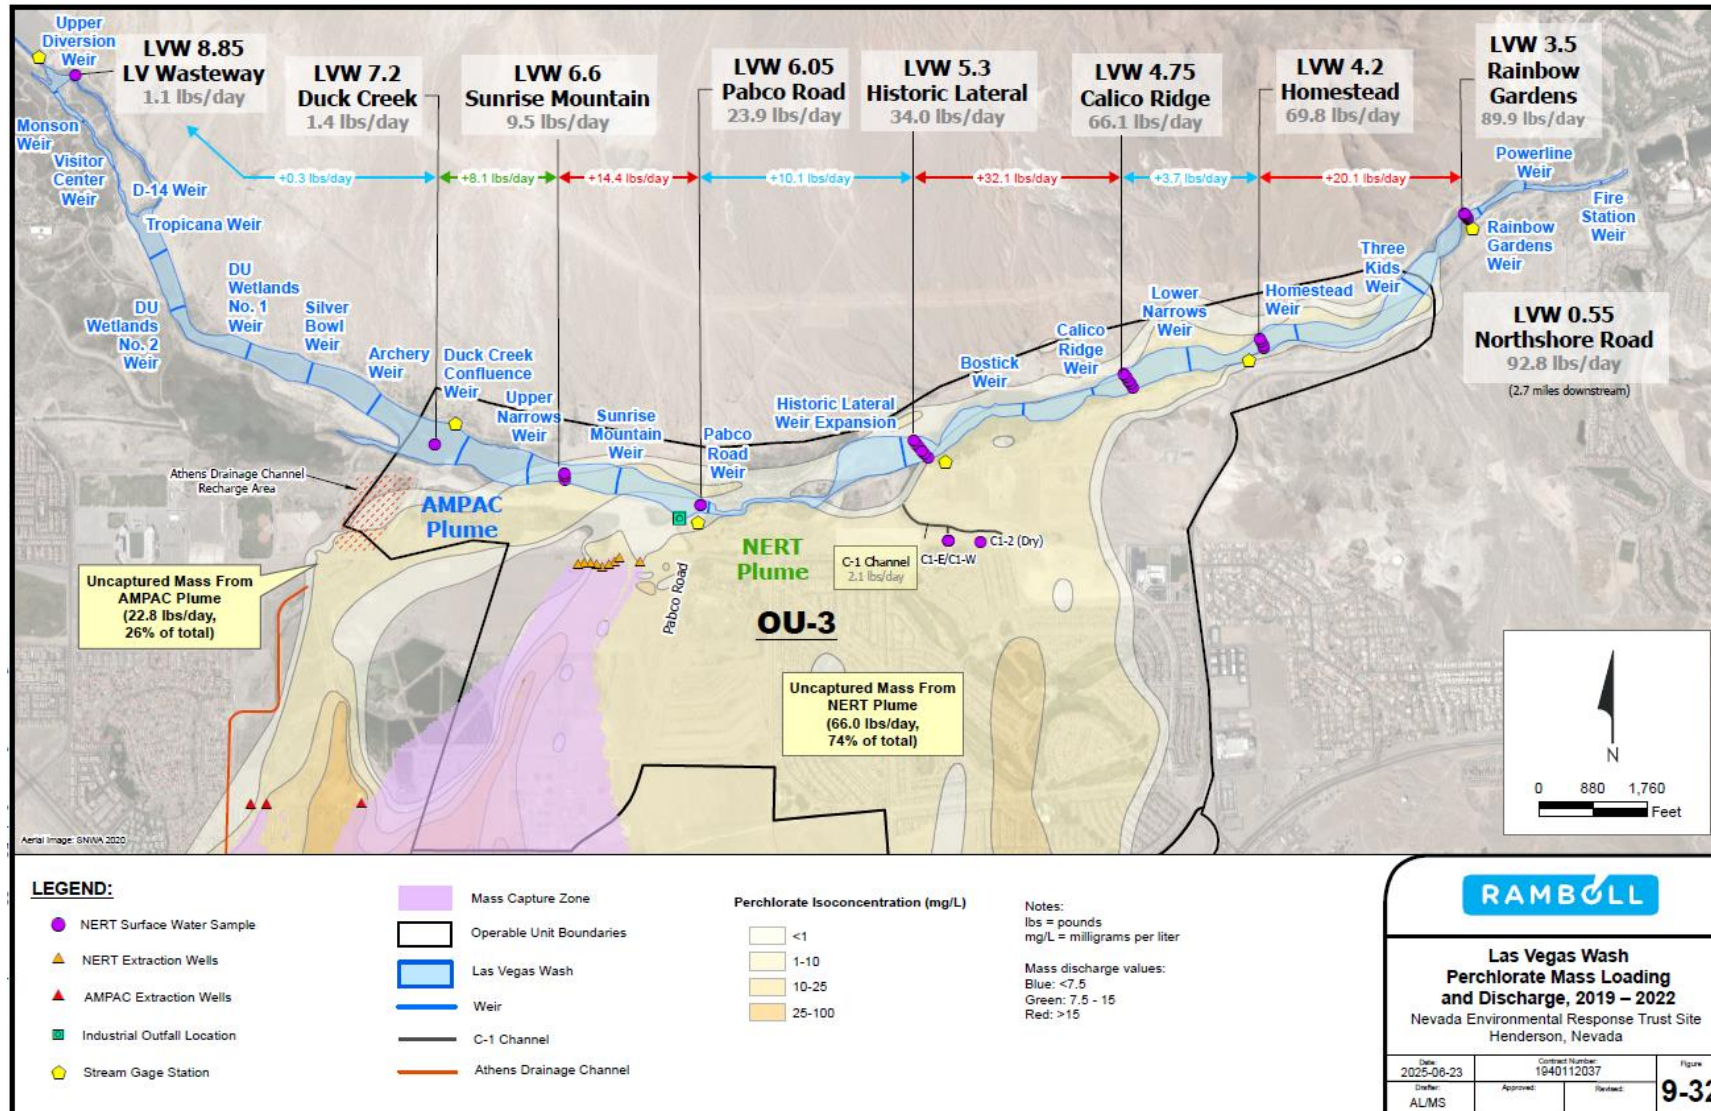 Upper
Diversion
Weir
LVW 8.85
LV Wasteway
1.1 lbs/day
LVW 7.2
Duck Creek
1.4 lbs/day
LVW 6.6
Sunrise Mountain
9.5 lbs/day
LVW 6.05
Pabco Road
23.9 lbs/day
LVW 5.3
Historic Lateral
34.0 lbs/day
LVW 4.75
Calico Ridge
66.1 lbs/day
LVW 4.2
Homestead
69.8 lbs/day
LVW 3.5
Rainbow
Gardens
89.9 lbs/day
+0.3 lbs/day
+8.1 lbs/day
+14.4 lbs/day
+10.1 lbs/day
+32.1 lbs/day
+3.7 lbs/day
+20.1 lbs/day
Monson
Weir
Visitor
Center
Weir
D-14 Weir
Tropicana Weir
DU
Wetlands
No. 2
Weir
DU
Wetlands
No. 1
Weir
Silver
Bowl
Weir
Archery
Weir
Duck Creek
Confluence
Weir
Upper
Narrows
Weir
Sunrise
Mountain
Weir
Pabco
Road
Weir
Historic Lateral
Weir Expansion
Bostick
Weir
Calico
Ridge
Weir
Lower
Narrows
Weir
Homestead
Weir
Three
Kids
Weir
Powerline
Weir
Rainbow
Gardens
Weir
Fire
Station
Weir
LVW 0.55
Northshore Road
92.8 lbs/day
(2.7 miles downstream)
Athens Drainage Channel
Recharge Area
AMPAC
Plume
NERT
Plume
OU-3
Pabco Road
C-1 Channel
2.1 lbs/day
C1-E/C1-W
C1-2 (Dry)
Uncaptured Mass From
AMPAC Plume
(22.8 lbs/day,
26% of total)
Uncaptured Mass From
NERT Plume
(66.0 lbs/day,
74% of total)
N
0 880 1,760
Feet
Aerial Image: SNWA 2020
LEGEND:
NERT Surface Water Sample
NERT Extraction Wells
AMPAC Extraction Wells
Industrial Outfall Location
Stream Gage Station
Mass Capture Zone
Operable Unit Boundaries
Las Vegas Wash
Weir
C-1 Channel
Athens Drainage Channel
Perchlorate Isoconcentration (mg/L)
<1
1-10
10-25
25-100
Notes:
lbs = pounds
mg/L = milligrams per liter
Mass discharge values:
Blue: <7.5
Green: 7.5 - 15
Red: >15
RAMBOLL
Las Vegas Wash
Perchlorate Mass Loading
and Discharge, 2019 – 2022
Nevada Environmental Response Trust Site
Henderson, Nevada
Date:
2025-06-23
Contract Number:
1940112037
Figure
Drafter:
AL/MS
Approved:
Revised:
9-32